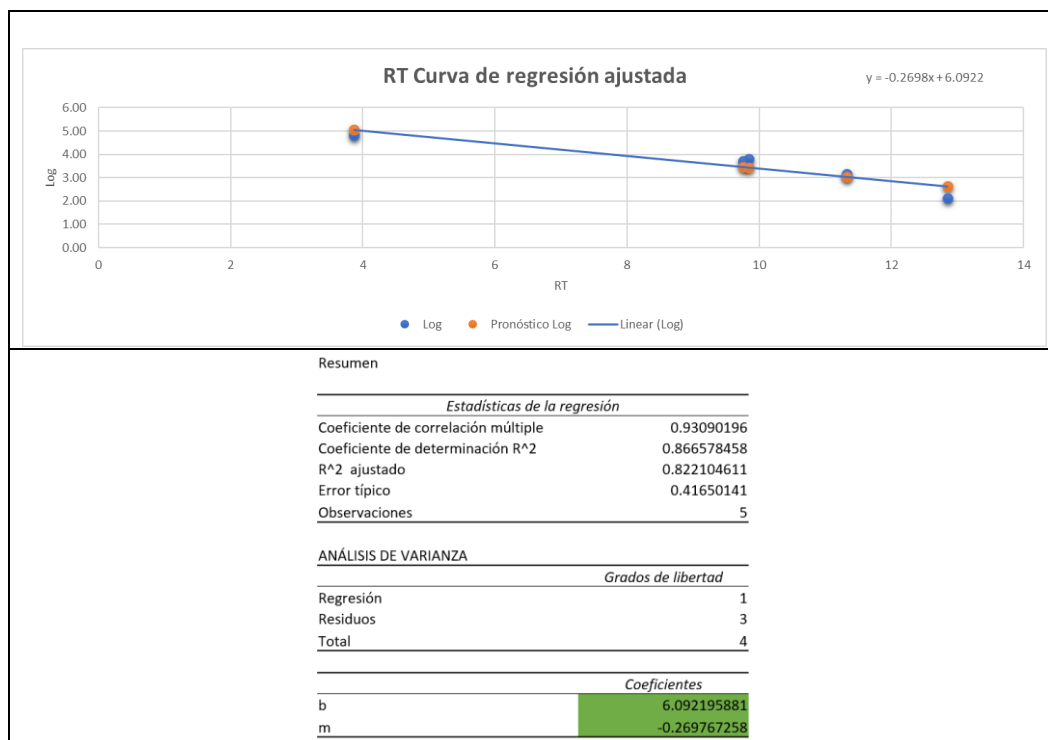 RT Curva de regresión ajustada
y = -0.2698x + 6.0922
6.00
5.00
4.00
3.00
2.00
1.00
0.00
Log
0 2 4 6 8 10 12 14
RT
Log Pronóstico Log Linear (Log)
Resumen
Estadísticas de la regresión
Coeficiente de correlación múltiple 0.93090196
Coeficiente de determinación R^2 0.866578458
R^2 ajustado 0.822104611
Error típico 0.41650141
Observaciones 5
ANÁLISIS DE VARIANZA
Grados de libertad
Regresión 1
Residuos 3
Total 4
Coeficientes
b 6.092195881
m -0.269767258